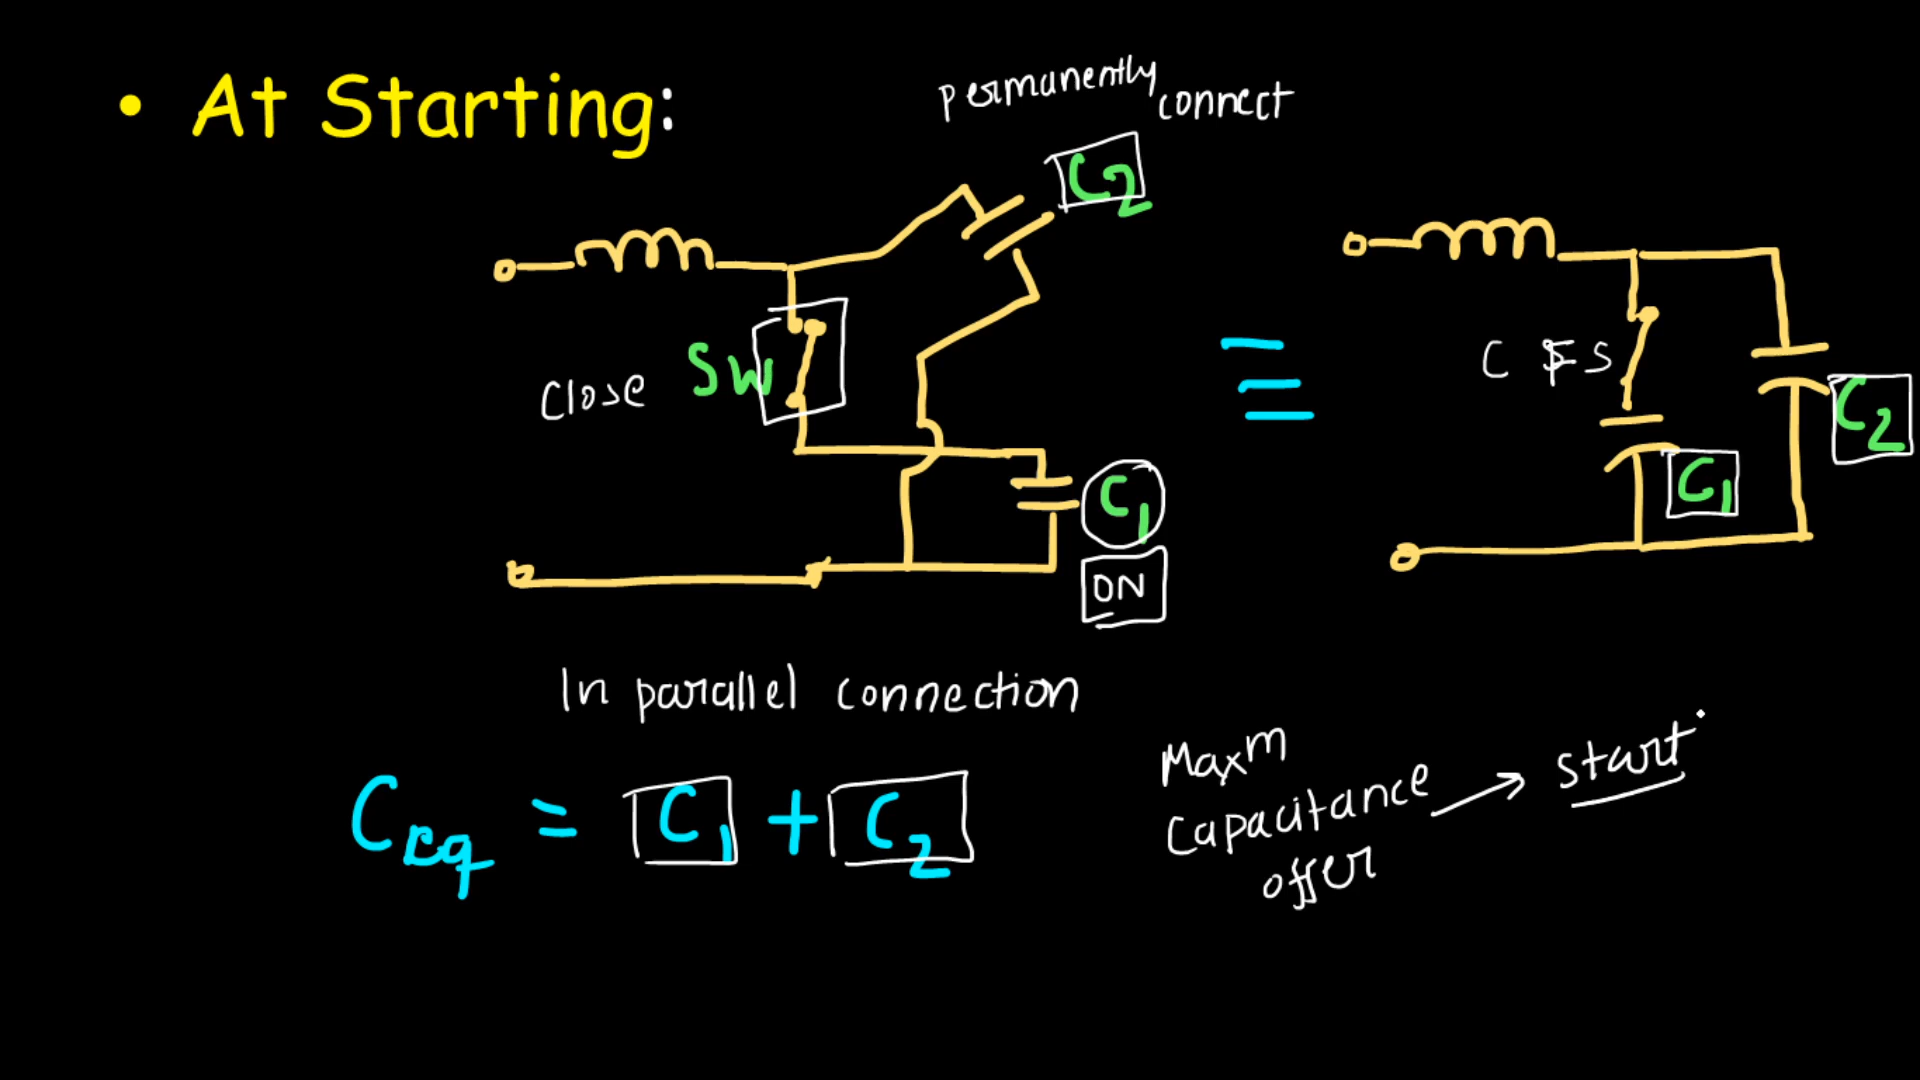 • At Starting:
permanently connect
C2
Close SW
C1
ON
=
C2
C1
In parallel connection
Ceq = C1 + C2
Maxm
capacitance → start
offer